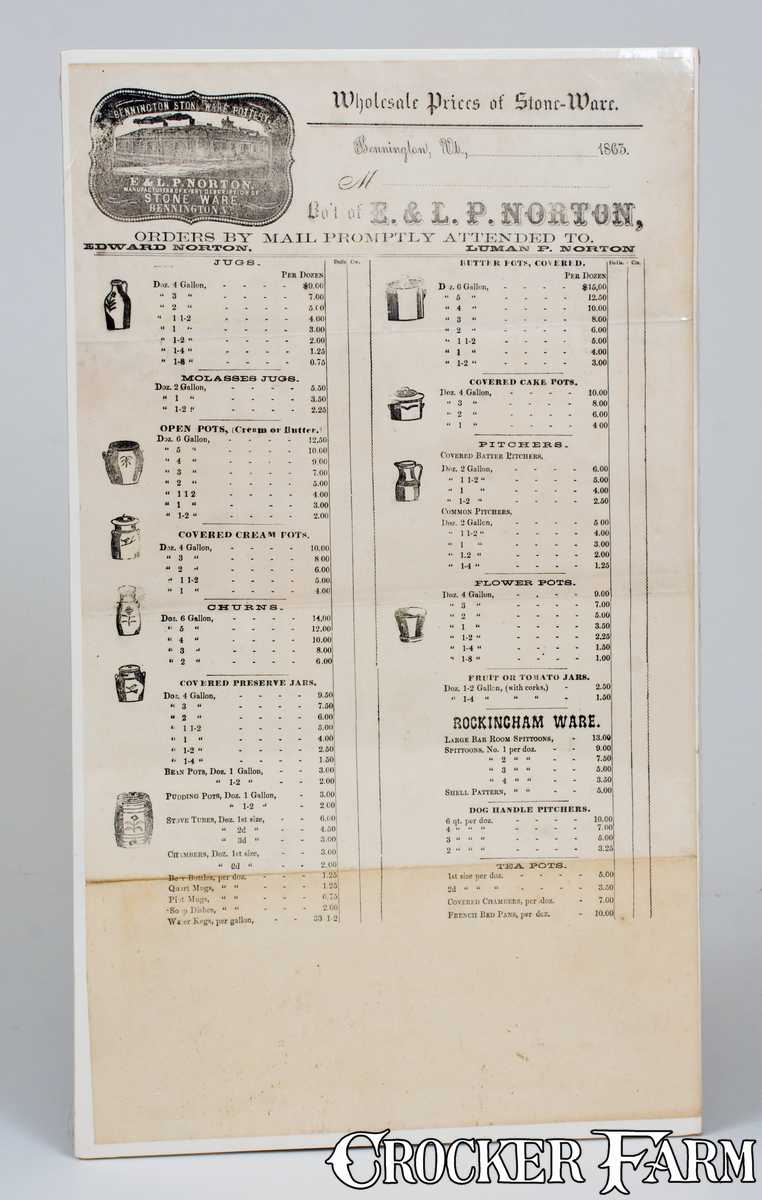 BENNINGTON STONE WARE POTTERY.
E. & L. P. NORTON,
MANUFACTURERS OF EVERY DESCRIPTION OF
STONE WARE
BENNINGTON, Vt.
Wholesale Prices of Stone-Ware.
Bennington, Vt., 1863.
M
Bo't of E. & L. P. NORTON,
ORDERS BY MAIL PROMPTLY ATTENDED TO.
EDWARD NORTON. LUMAN P. NORTON
JUGS. Dolls Cts.
PER DOZEN
Doz. 4 Gallon, - - - - $9.00
" 3 " - - - - 7.00
" 2 " - - - - 5.00
" 1 1-2 - - - - 4.00
" 1 " - - - - 3.00
" 1-2 " - - - - 2.00
" 1-4 " - - - - 1.25
" 1-8 " - - - - 0.75
MOLASSES JUGS.
Doz. 2 Gallon, - - - - 5.50
" 1 " - - - - 3.50
" 1-2 " - - - - 2.25
OPEN POTS, (Cream or Butter.)
Doz. 6 Gallon, - - - - 12.50
" 5 " - - - - 10.00
" 4 " - - - - 9.00
" 3 " - - - - 7.00
" 2 " - - - - 5.00
" 1 1 2 - - - - 4.00
" 1 " - - - - 3.00
" 1-2 " - - - - 2.00
COVERED CREAM POTS.
Doz. 4 Gallon, - - - - 10.00
" 3 " - - - - 8 00
" 2 " - - - - 6.00
" 1 1-2 - - - - 5.00
" 1 " - - - - 4.00
CHURNS.
Doz. 6 Gallon, - - - - 14.00
" 5 " - - - - 12.00
" 4 " - - - - 10.00
" 3 " - - - - 8.00
" 2 " - - - - 6.00
COVERED PRESERVE JARS.
Doz. 4 Gallon, - - - - 9.50
" 3 " - - - - 7.50
" 2 " - - - - 6.00
" 1 1-2 - - - - 5.00
" 1 " - - - - 4.00
" 1-2 " - - - - 2.50
" 1-4 " - - - - 1.50
BEAN POTS, Doz. 1 Gallon, - - 3.00
" 1-2 " - - 2.00
PUDDING POTS, Doz. 1 Gallon, - 3.00
" 1-2 " - 2 00
STOVE TUBES, Doz. 1st size, - - 6.00
" 2d " - - 4.50
" 3d " - - 3.00
CHAMBERS, Doz. 1st size, - - 3.00
" 2d " - - 2.00
Beer Bottles, per doz. - - 1.25
Quart Mugs, " " - - 1.25
Pint Mugs, " " - - 0.75
Soap Dishes, " " - - 2.00
Water Kegs, per gallon, - - 33 1-2
BUTTER POTS, COVERED. Dolls. Cts.
PER DOZEN
Doz. 6 Gallon, - - - - $15.00
" 5 " - - - - 12.50
" 4 " - - - - 10.00
" 3 " - - - - 8.00
" 2 " - - - - 6.00
" 1 1-2 - - - - 5.00
" 1 " - - - - 4.00
" 1-2 " - - - - 3.00
COVERED CAKE POTS.
Doz. 4 Gallon, - - - - 10.00
" 3 " - - - - 8.00
" 2 " - - - - 6.00
" 1 " - - - - 4 00
PITCHERS.
COVERED BATTER PITCHERS.
Doz. 2 Gallon, - - - - 6.00
" 1 1-2 " - - - - 5.00
" 1 " - - - - 4.00
" 1-2 " - - - - 2.50
COMMON PITCHERS.
Doz. 2 Gallon, - - - - 5 00
" 1 1-2 " - - - - 4.00
" 1 " - - - - 3.00
" 1.2 " - - - - 2.00
" 1-4 " - - - - 1.25
FLOWER POTS.
Doz. 4 Gallon, - - - - 9.00
" 3 " - - - - 7.00
" 2 " - - - - 5.00
" 1 " - - - - 3.50
" 1-2 " - - - - 2.25
" 1-4 " - - - - 1.50
" 1-8 " - - - - 1.00
FRUIT OR TOMATO JARS.
Doz. 1-2 Gallon, (with corks,) - 2.50
" 1-4 " " " - 1.50
ROCKINGHAM WARE.
LARGE BAR ROOM SPITTOONS, - 13.00
SPITTOONS, No. 1 per doz. - - 9.00
" 2 " " - - 7.50
" 3 " " - - 5.00
" 4 " " - - 3.50
SHELL PATTERN, " " - - 5.00
DOG HANDLE PITCHERS.
6 qt. per doz. - - - - 10.00
4 " " " - - - - 7.00
3 " " " - - - - 5.00
2 " " " - - - - 3.25
TEA POTS.
1st size per doz. - - - - 5.00
2d " " " - - - - 3.50
COVERED CHAMBERS, per doz. - 7.00
FRENCH BED PANS, per doz. - 10.00
CROCKER FARM